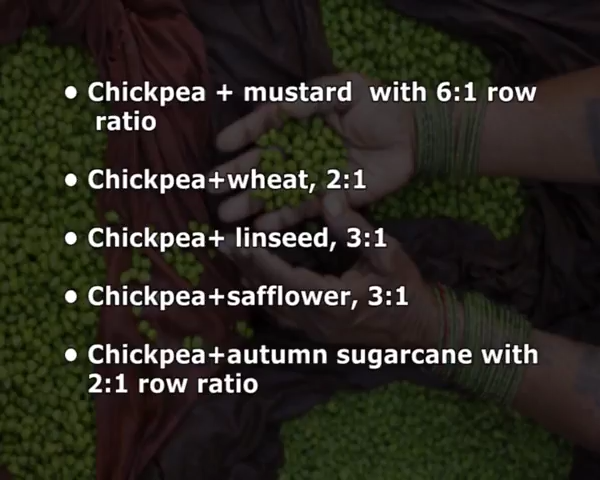 • Chickpea + mustard  with 6:1 row
ratio
• Chickpea+wheat, 2:1
• Chickpea+ linseed, 3:1
• Chickpea+safflower, 3:1
• Chickpea+autumn sugarcane with
2:1 row ratio